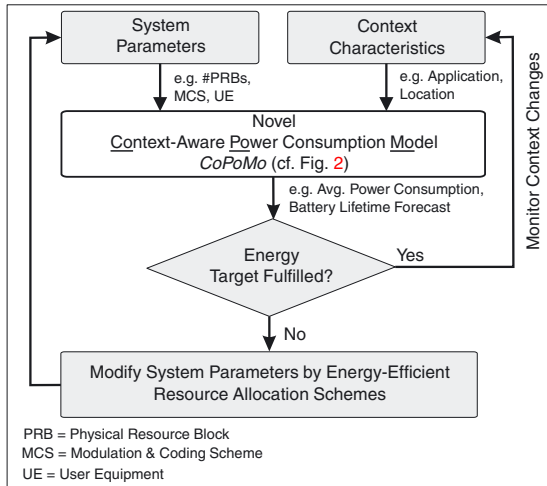 System
Parameters
Context
Characteristics
e.g. #PRBs,
MCS, UE
e.g. Application,
Location
Novel
Context-Aware Power Consumption Model
CoPoMo (cf. Fig. 2)
e.g. Avg. Power Consumption,
Battery Lifetime Forecast
Energy
Target Fulfilled?
Yes
Monitor Context Changes
No
Modify System Parameters by Energy-Efficient
Resource Allocation Schemes
PRB = Physical Resource Block
MCS = Modulation & Coding Scheme
UE = User Equipment